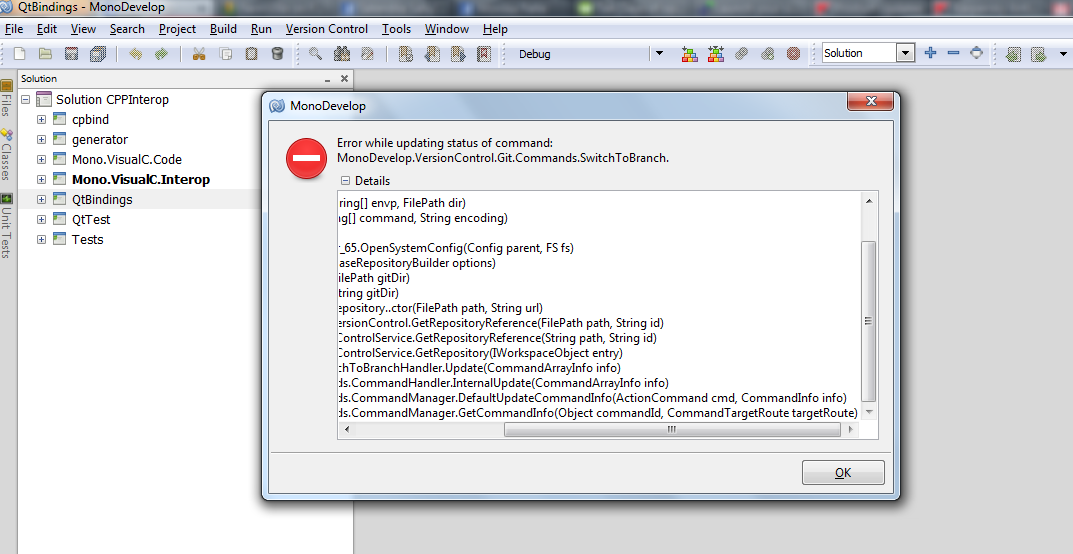 QtBindings - MonoDevelop
File Edit View Search Project Build Run Version Control Tools Window Help
Debug
Solution
Solution
Files
Classes
Unit Tests
Solution CPPInterop
cpbind
generator
Mono.VisualC.Code
Mono.VisualC.Interop
QtBindings
QtTest
Tests
MonoDevelop
Error while updating status of command:
MonoDevelop.VersionControl.Git.Commands.SwitchToBranch.
Details
ring[] envp, FilePath dir)
ng[] command, String encoding)
_65.OpenSystemConfig(Config parent, FS fs)
aseRepositoryBuilder options)
ilePath gitDir)
tring gitDir)
epository..ctor(FilePath path, String url)
ersionControl.GetRepositoryReference(FilePath path, String id)
ControlService.GetRepositoryReference(String path, String id)
ControlService.GetRepository(IWorkspaceObject entry)
chToBranchHandler.Update(CommandArrayInfo info)
ds.CommandHandler.InternalUpdate(CommandArrayInfo info)
ds.CommandManager.DefaultUpdateCommandInfo(ActionCommand cmd, CommandInfo info)
ds.CommandManager.GetCommandInfo(Object commandId, CommandTargetRoute targetRoute)
OK